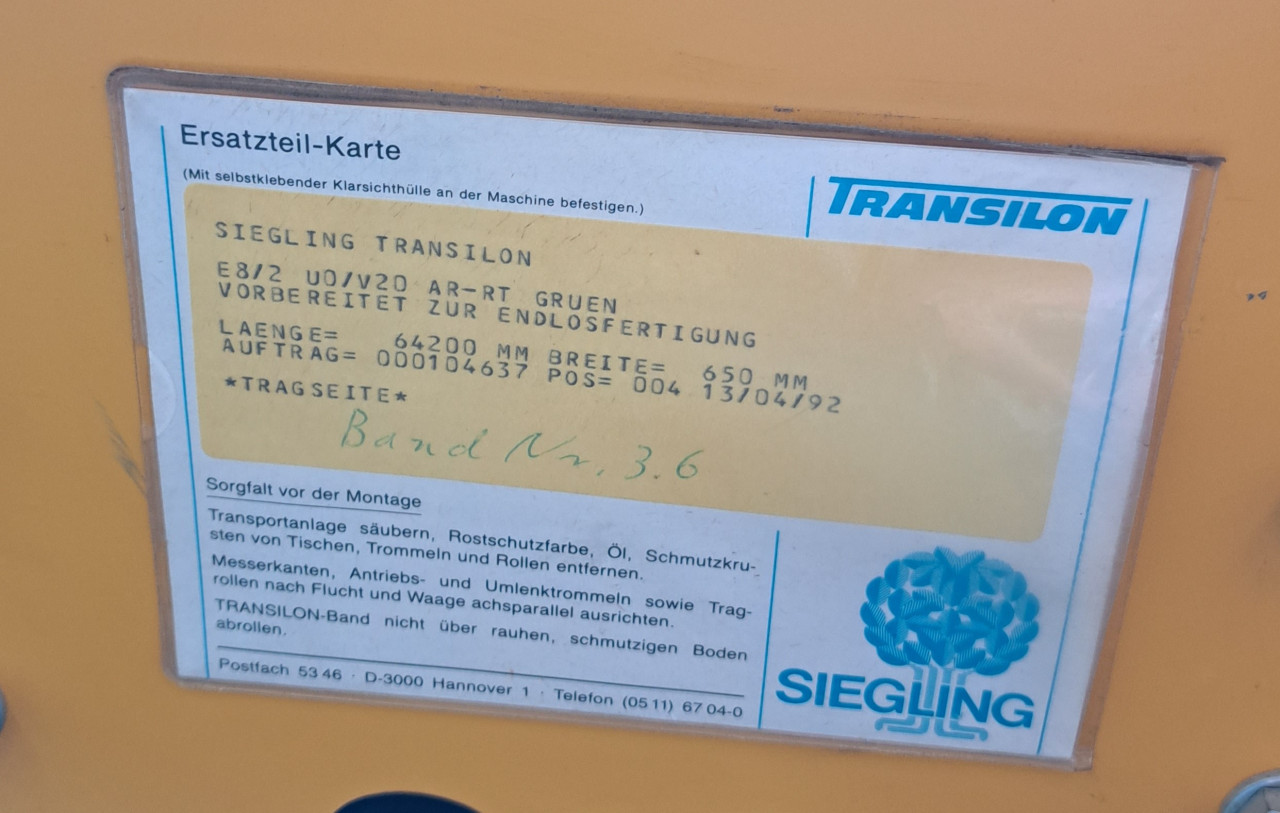 Ersatzteil-Karte
(Mit selbstklebender Klarsichthülle an der Maschine befestigen.)
TRANSILON
SIEGLING TRANSILON
E8/2 UO/V20 AR-RT GRUEN
VORBEREITET ZUR ENDLOSFERTIGUNG
LAENGE= 64200 MM BREITE= 650 MM
AUFTRAG= 000104637 POS= 004 13/04/92
*TRAGSEITE*
Band Nr. 3.6
Sorgfalt vor der Montage
Transportanlage säubern, Rostschutzfarbe, Öl, Schmutzkru-
sten von Tischen, Trommeln und Rollen entfernen.
Messerkanten, Antriebs- und Umlenktrommeln sowie Trag-
rollen nach Flucht und Waage achsparallel ausrichten.
TRANSILON-Band nicht über rauhen, schmutzigen Boden
abrollen.
Postfach 53 46 · D-3000 Hannover 1 · Telefon (05 11) 67 04-0
SIEGLING